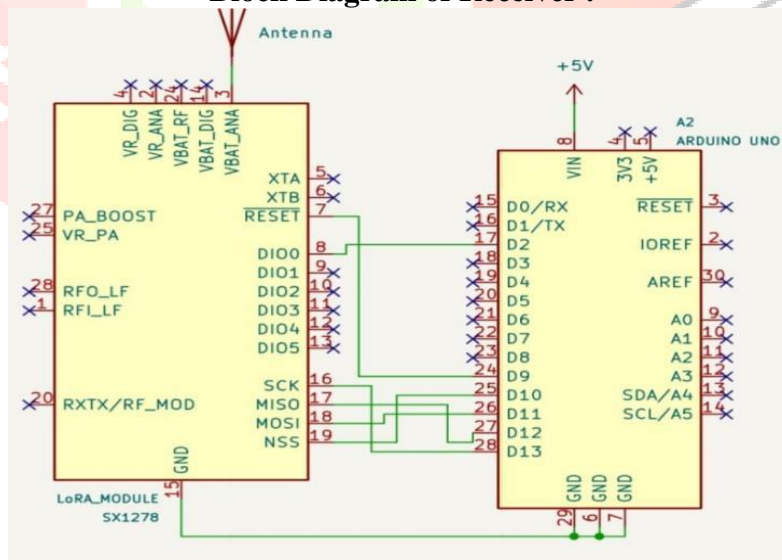 Block Diagram of Receiver :
Antenna
+5V
4 2 24 14 3
VR_DIG
VR_ANA
VBAT_RF
VBAT_DIG
VBAT_ANA
XTA 5
XTB 6
RESET 7
27 PA_BOOST
25 VR_PA
DIO0 8
DIO1 9
28 RFO_LF
DIO2 10
1 RFI_LF
DIO3 11
DIO4 12
DIO5 13
SCK 16
20 RXTX/RF_MOD
MISO 17
MOSI 18
NSS 19
GND
15
LoRA_MODULE
SX1278
A2
ARDUINO UNO
8 4 5
VIN
3V3
+5V
15 D0/RX
RESET 3
16 D1/TX
17 D2
IOREF 2
18 D3
19 D4
AREF 30
20 D5
21 D6
A0 9
22 D7
A1 10
23 D8
A2 11
24 D9
A3 12
25 D10
SDA/A4 13
26 D11
SCL/A5 14
27 D12
28 D13
GND GND GND
29 6 7